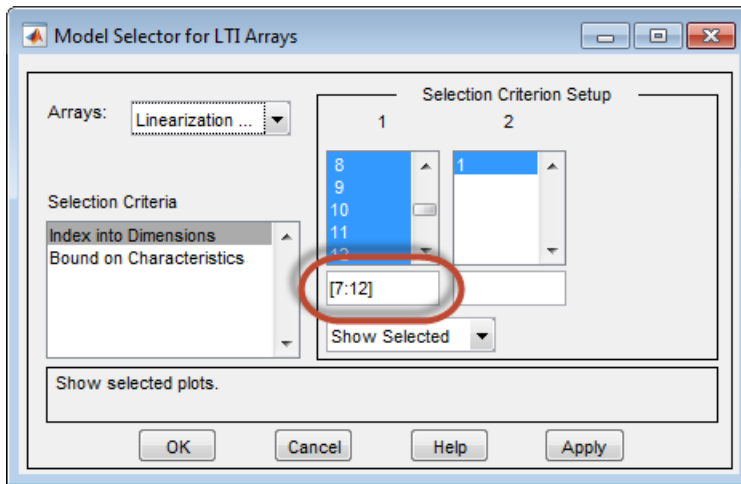 Model Selector for LTI Arrays
Arrays:
Linearization ...
Selection Criteria
Index into Dimensions
Bound on Characteristics
Selection Criterion Setup
1
2
8
9
10
11
12
1
[7:12]
Show Selected
Show selected plots.
OK
Cancel
Help
Apply